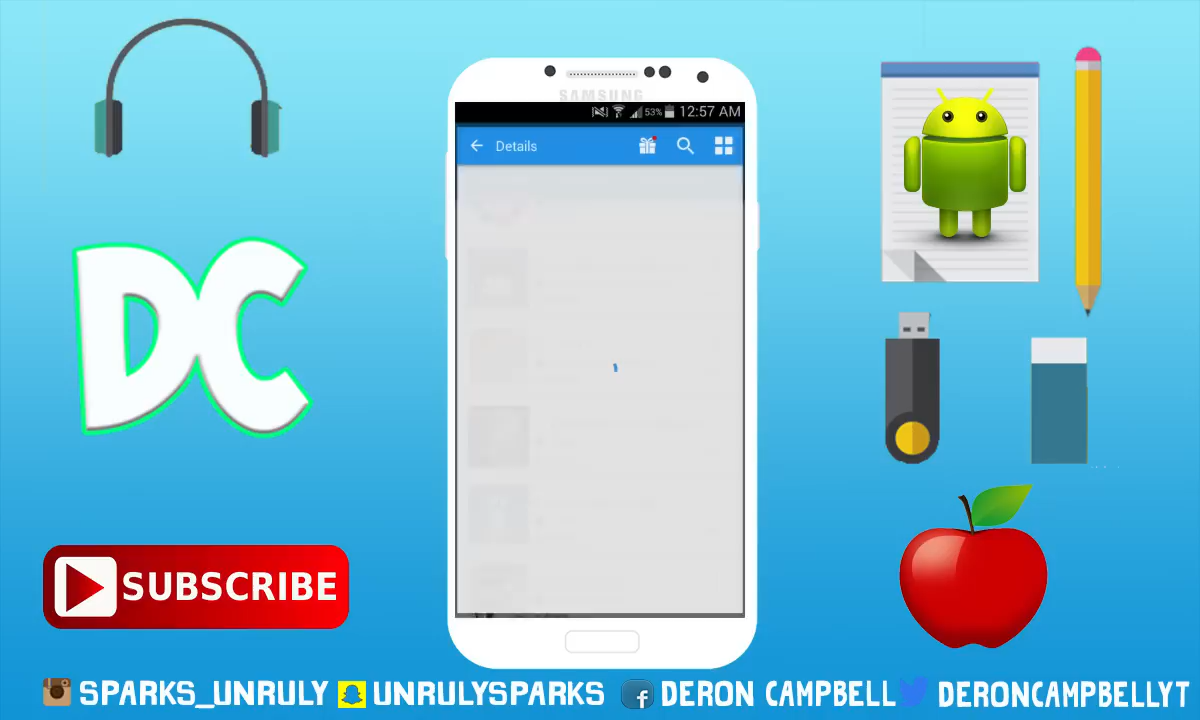 SAMSUNG
53% 12:57 AM
Details
DC
SUBSCRIBE
SPARKS_UNRULY UNRULYSPARKS f DERON CAMPBELL DERONCAMPBELLYT